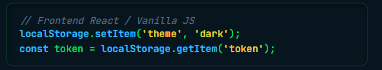 // Frontend React / Vanilla JS
localStorage.setItem('theme', 'dark');
const token = localStorage.getItem('token');